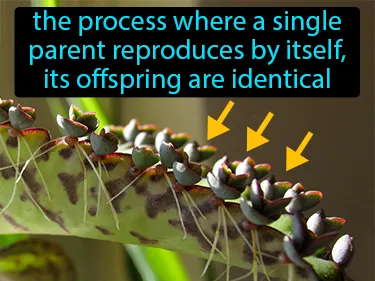 the process where a single
parent reproduces by itself,
its offspring are identical